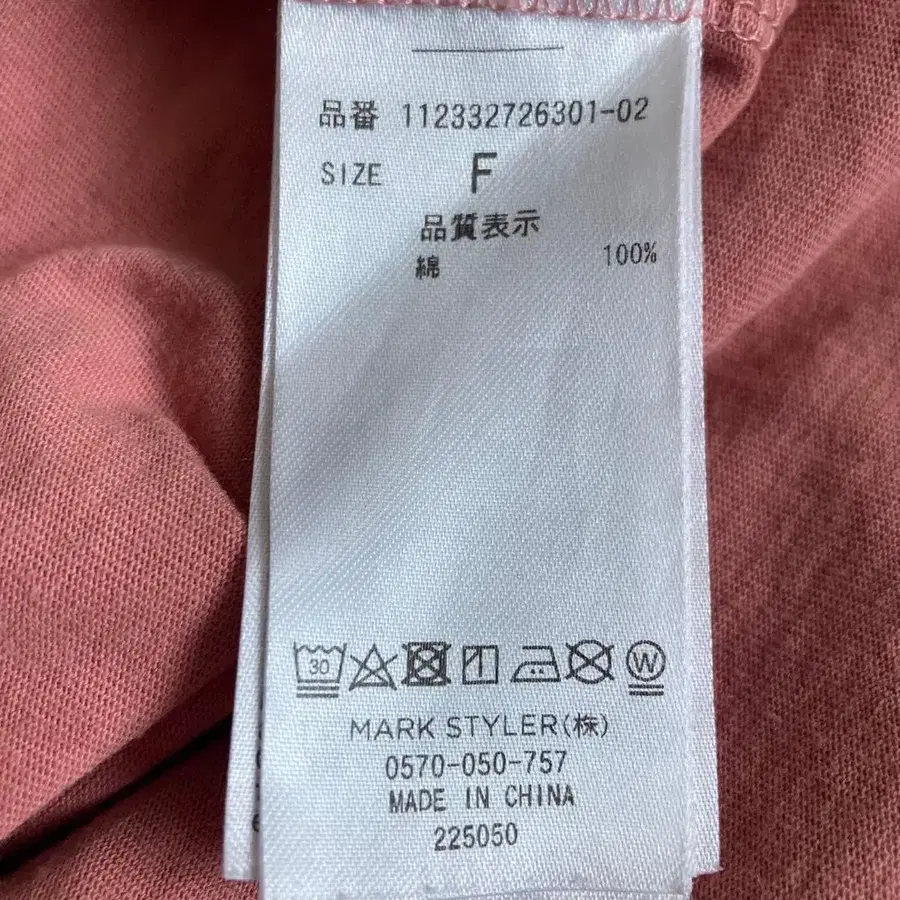 品番 112332726301-02
SIZE F
品質表示
綿 100%
30 W
MARK STYLER(株)
0570-050-757
MADE IN CHINA
225050